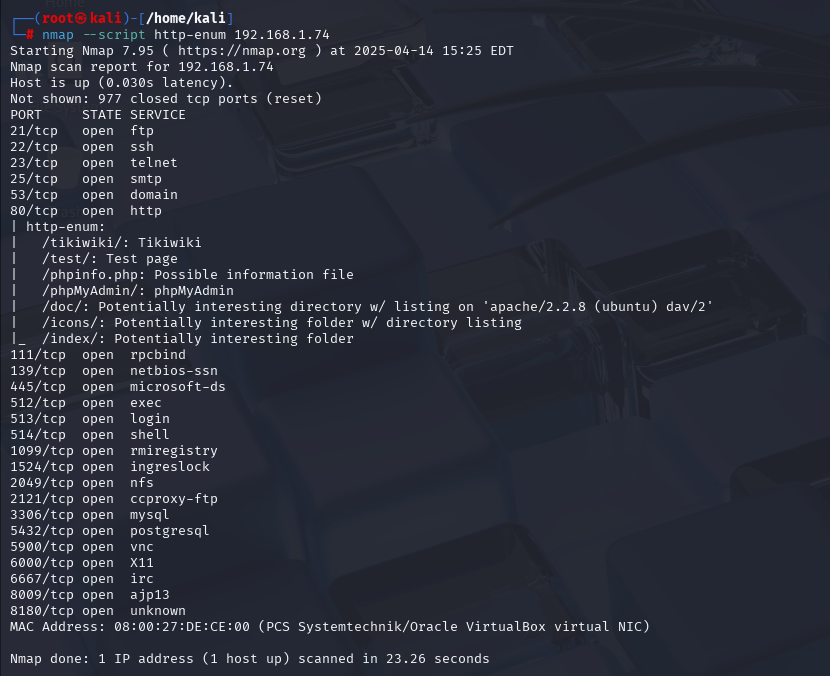 ┌──(root㉿kali)-[/home/kali]
└─# nmap --script http-enum 192.168.1.74
Starting Nmap 7.95 ( https://nmap.org ) at 2025-04-14 15:25 EDT
Nmap scan report for 192.168.1.74
Host is up (0.030s latency).
Not shown: 977 closed tcp ports (reset)
PORT     STATE SERVICE
21/tcp   open  ftp
22/tcp   open  ssh
23/tcp   open  telnet
25/tcp   open  smtp
53/tcp   open  domain
80/tcp   open  http
| http-enum:
|   /tikiwiki/: Tikiwiki
|   /test/: Test page
|   /phpinfo.php: Possible information file
|   /phpMyAdmin/: phpMyAdmin
|   /doc/: Potentially interesting directory w/ listing on 'apache/2.2.8 (ubuntu) dav/2'
|   /icons/: Potentially interesting folder w/ directory listing
|_  /index/: Potentially interesting folder
111/tcp  open  rpcbind
139/tcp  open  netbios-ssn
445/tcp  open  microsoft-ds
512/tcp  open  exec
513/tcp  open  login
514/tcp  open  shell
1099/tcp open  rmiregistry
1524/tcp open  ingreslock
2049/tcp open  nfs
2121/tcp open  ccproxy-ftp
3306/tcp open  mysql
5432/tcp open  postgresql
5900/tcp open  vnc
6000/tcp open  X11
6667/tcp open  irc
8009/tcp open  ajp13
8180/tcp open  unknown
MAC Address: 08:00:27:DE:CE:00 (PCS Systemtechnik/Oracle VirtualBox virtual NIC)

Nmap done: 1 IP address (1 host up) scanned in 23.26 seconds